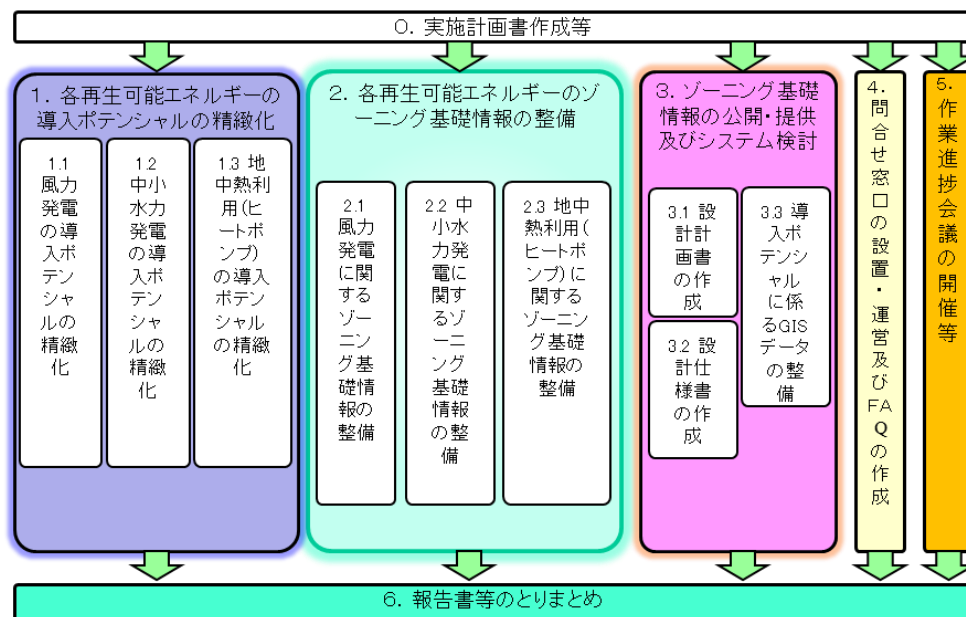 0. 実施計画書作成等
1. 各再生可能エネルギーの
導入ポテンシャルの精緻化
1.1
風力
発電
の導
入ポ
テン
シャ
ルの
精緻
化
1.2
中小水
力発電
の導
入ポ
テン
シャ
ルの
精緻
化
1.3 地
中熱利
用(ヒ
ートポ
ンプ)
の導入
ポテン
シャル
の精緻
化
2. 各再生可能エネルギーのゾ
ーニング基礎情報の整備
2.1
風力
発電
に関
する
ゾー
ニン
グ基
礎情
報の
整備
2.2 中
小水
力発
電に
関す
るゾ
ーニ
ング
基礎
情報
の整
備
2.3 地中
熱利用(
ヒートポ
ンプ)に関
するゾー
ニング基
礎情報の
整備
3. ゾーニング基礎
情報の公開・提供
及びシステム検討
3.1 設
計計
画書
の作
成
3.2 設
計仕
様書
の作
成
3.3 導
入ポ
テンシ
ャル
に係
るGIS
データ
の整
備
4.問合せ窓口の設置・運営及びFAQの作成
5.作業進捗会議の開催等
6. 報告書等のとりまとめ